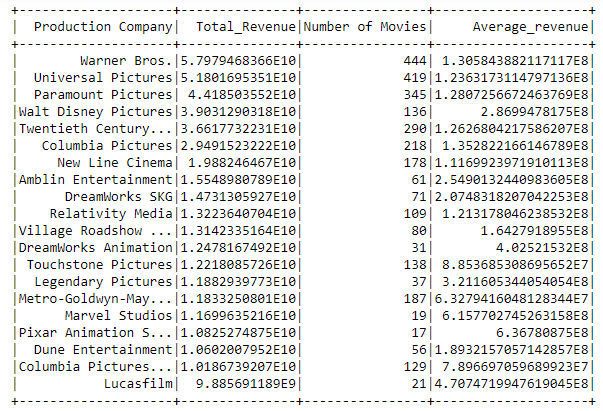 +--------------------+---------------+----------------+--------------------+
|  Production Company|  Total_Revenue|Number of Movies|     Average_revenue|
+--------------------+---------------+----------------+--------------------+
|        Warner Bros.|5.7979468366E10|             444| 1.305843882117117E8|
|  Universal Pictures|5.1801695351E10|             419|1.2363173114797136E8|
|  Paramount Pictures| 4.418503552E10|             345|1.2807256672463769E8|
|Walt Disney Pictures|3.9031290318E10|             136|      2.8699478175E8|
|Twentieth Century...|3.6617732231E10|             290|1.2626804217586207E8|
|   Columbia Pictures|2.9491523222E10|             218| 1.352822166146789E8|
|     New Line Cinema| 1.988246467E10|             178|1.1169923971910113E8|
|Amblin Entertainment|1.5548980789E10|              61|2.5490132440983605E8|
|      DreamWorks SKG|1.4731305927E10|              71|2.0748318207042253E8|
|    Relativity Media|1.3223640704E10|             109| 1.213178046238532E8|
|Village Roadshow ...|1.3142335164E10|              80|      1.6427918955E8|
|DreamWorks Animation|1.2478167492E10|              31|       4.02521532E8|
| Touchstone Pictures|1.2218085726E10|             138| 8.853685308695652E7|
|  Legendary Pictures|1.1882939773E10|              37| 3.211605344054054E8|
|Metro-Goldwyn-May...|1.1833250801E10|             187|6.3279416048128344E7|
|      Marvel Studios|1.1699635216E10|              19| 6.157702745263158E8|
|Pixar Animation S...|1.0825274875E10|              17|        6.36780875E8|
|  Dune Entertainment|1.0602007952E10|              56|1.8932157057142857E8|
|Columbia Pictures...|1.0186739207E10|             129| 7.896697059689923E7|
|           Lucasfilm|  9.885691189E9|              21|4.7074719947619045E8|
+--------------------+---------------+----------------+--------------------+